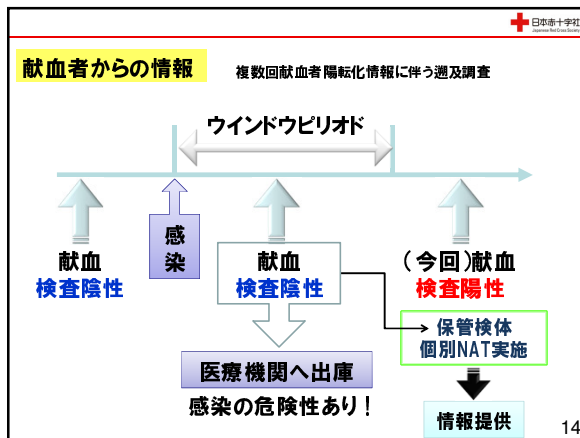 日本赤十字社
Japanese Red Cross Society
献血者からの情報
複数回献血者陽転化情報に伴う遡及調査
ウインドウピリオド
感染
献血
検査陰性
献血
検査陰性
(今回)献血
検査陽性
保管検体
個別NAT実施
医療機関へ出庫
感染の危険性あり!
情報提供
14